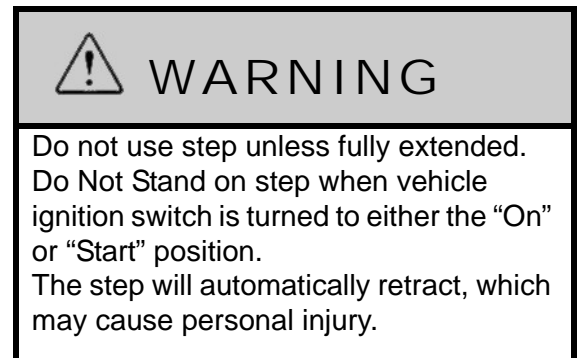 WARNING
Do not use step unless fully extended.
Do Not Stand on step when vehicle
ignition switch is turned to either the “On”
or “Start” position.
The step will automatically retract, which
may cause personal injury.